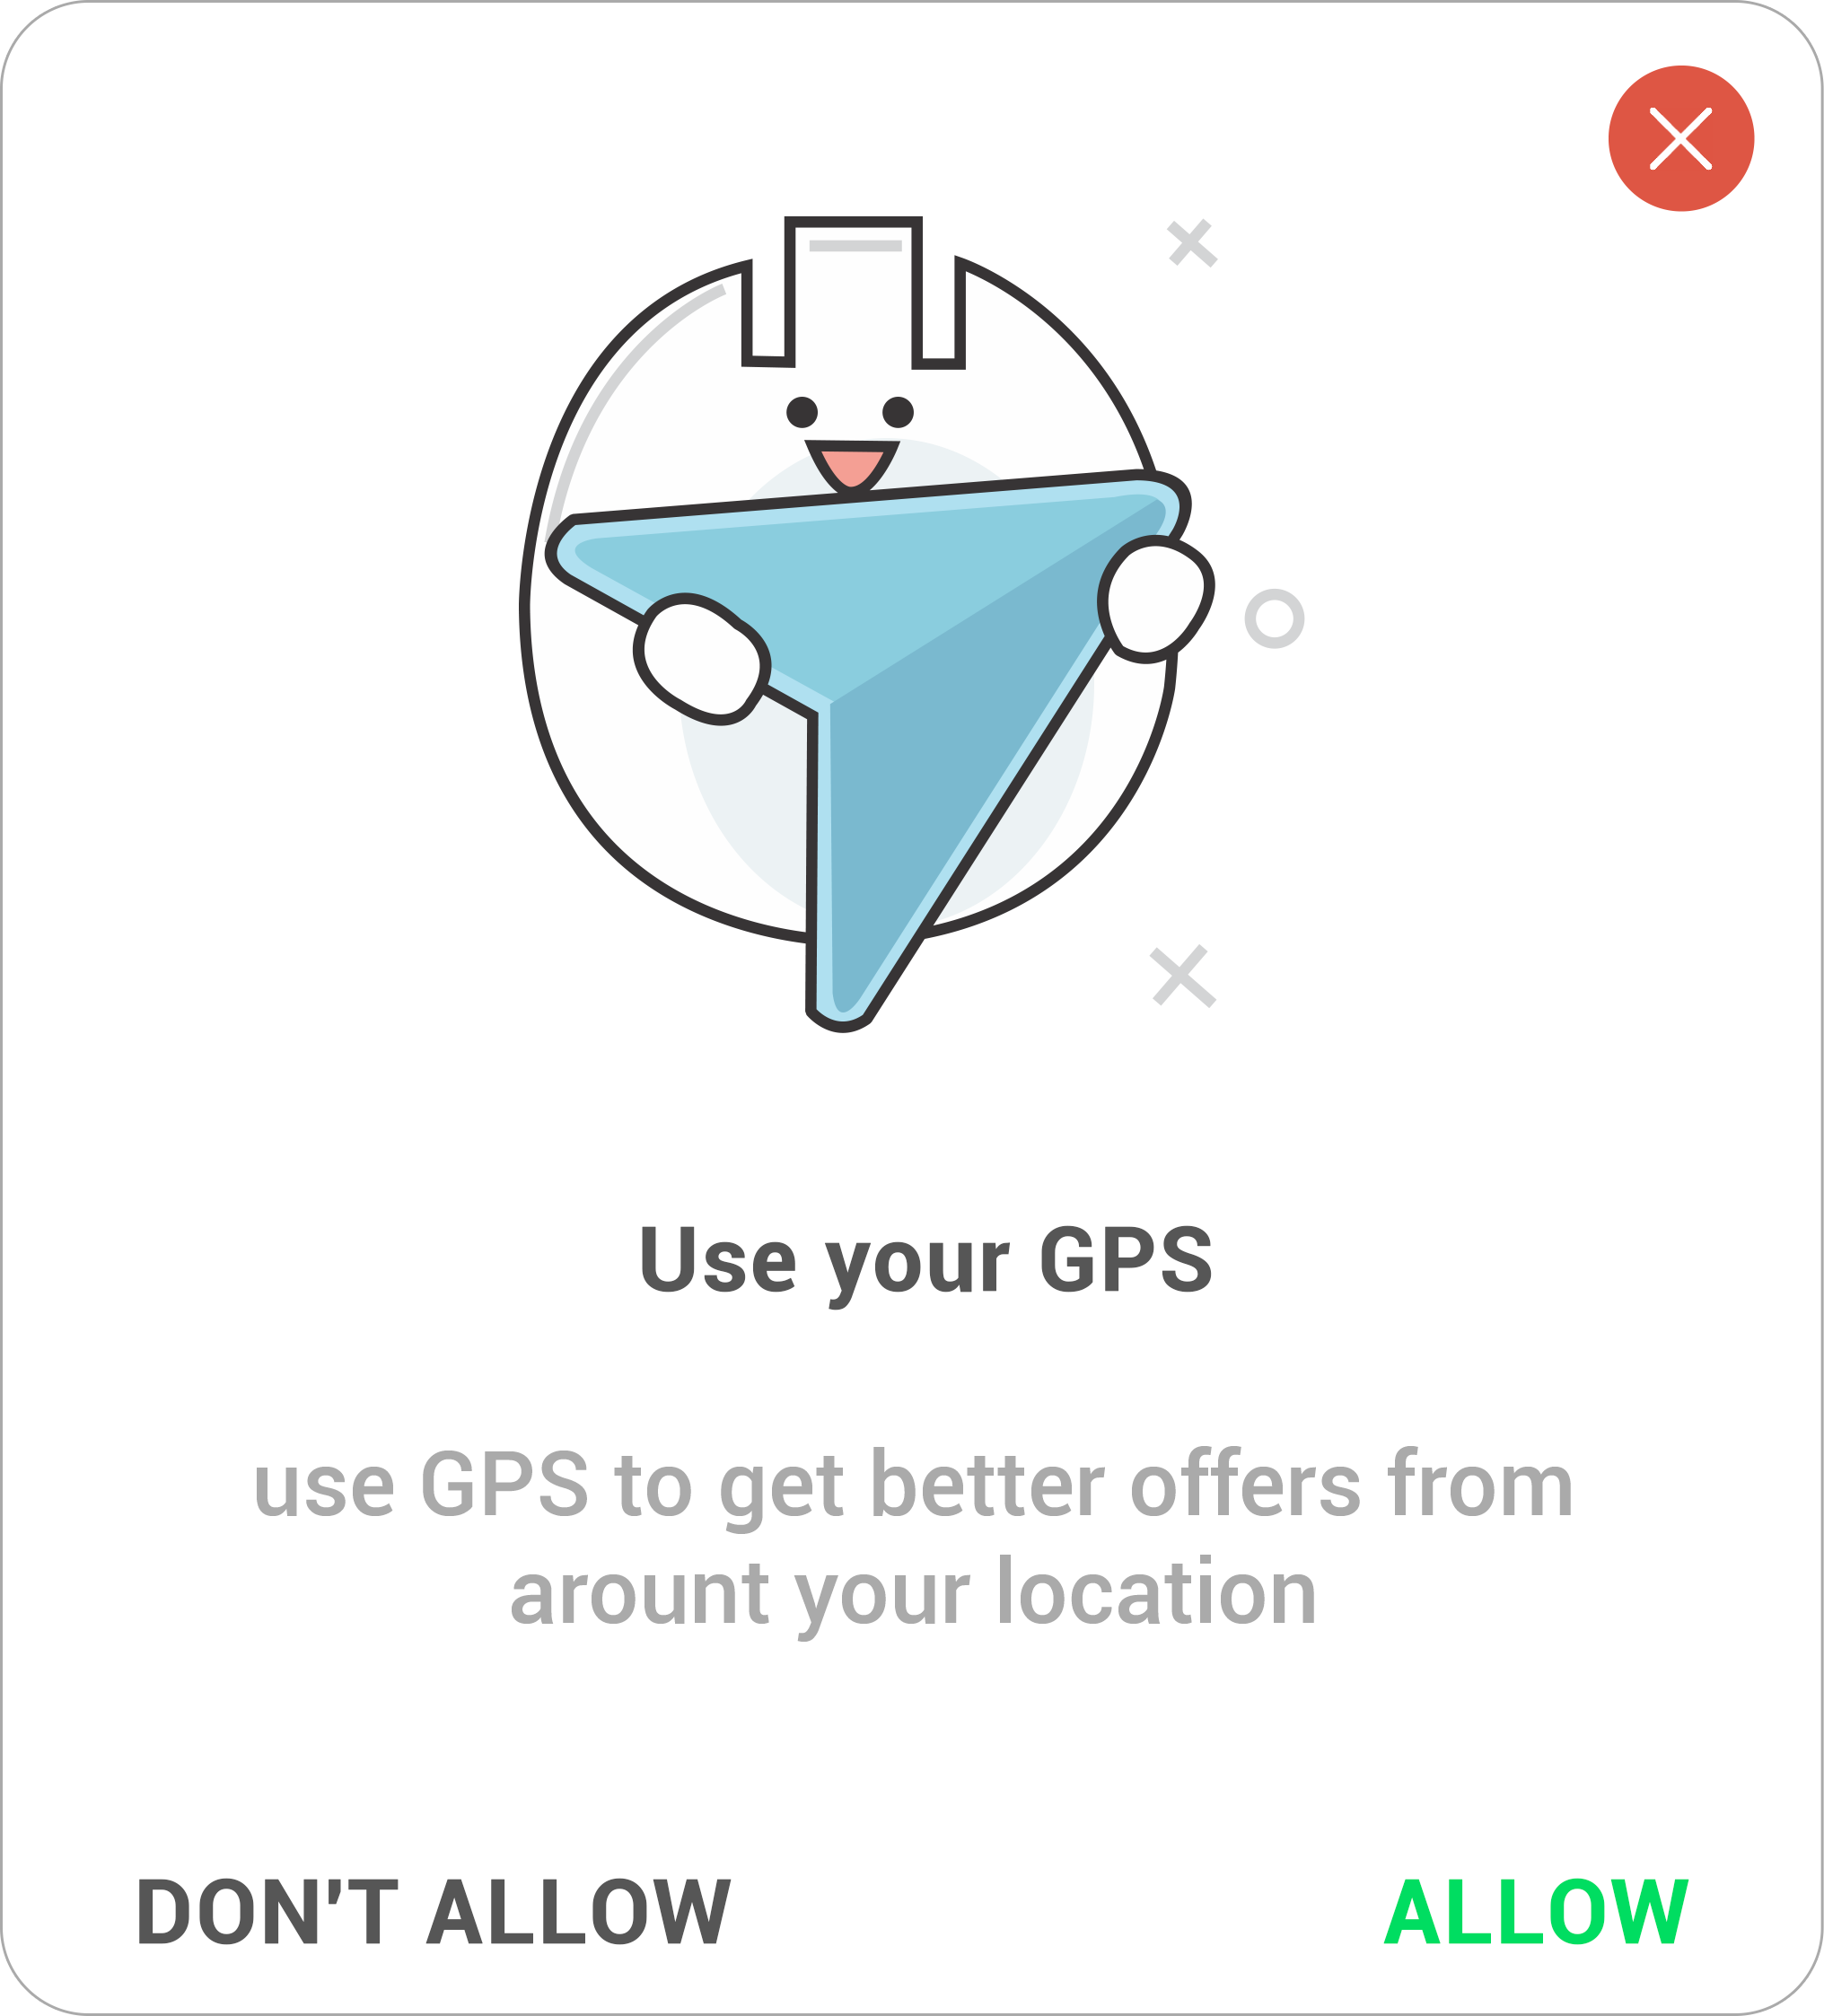 Use your GPS
use GPS to get better offers from
arount your location
DON'T ALLOW
ALLOW